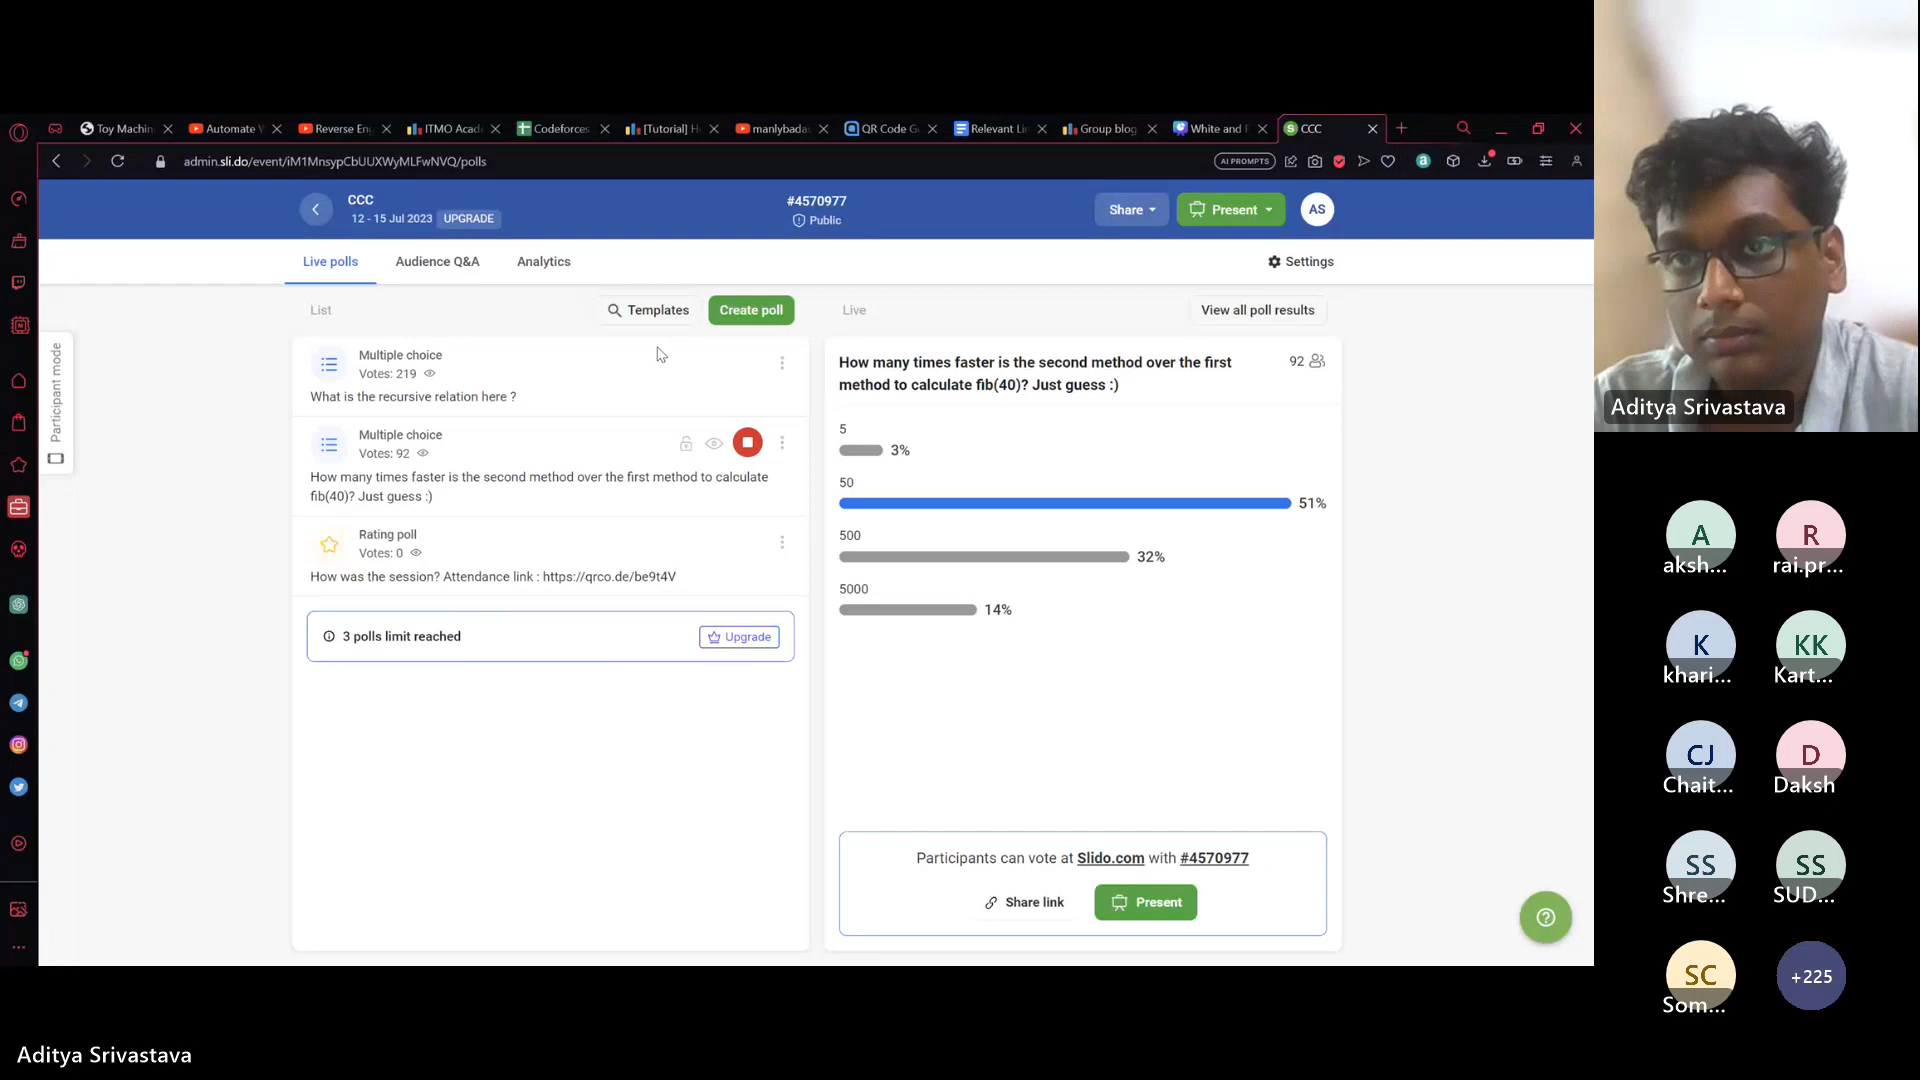 Toy Machin
Automate
Reverse En
ITMO Acad
Codeforces
[Tutorial] H
manlybada
QR Code G
Relevant Li
Group blog
White and
CCC
admin.sli.do/event/iM1MnsypCbUUXWyMLFwNVQ/polls
AI PROMPTS
CCC
12 - 15 Jul 2023 UPGRADE
#4570977
Public
Share
Present
AS
Live polls
Audience Q&A
Analytics
Settings
Participant mode
List
Templates
Create poll
Multiple choice
Votes: 219
What is the recursive relation here ?
Multiple choice
Votes: 92
How many times faster is the second method over the first method to calculate
fib(40)? Just guess :)
Rating poll
Votes: 0
How was the session? Attendance link : https://qrco.de/be9t4V
3 polls limit reached
Upgrade
Live
View all poll results
How many times faster is the second method over the first
method to calculate fib(40)? Just guess :)
92
5
3%
50
51%
500
32%
5000
14%
Participants can vote at Slido.com with #4570977
Share link
Present
Aditya Srivastava
A
aksh...
R
rai.pr...
K
khari...
KK
Kart...
CJ
Chait...
D
Daksh
SS
Shre...
SS
SUD...
SC
Som...
+225
Aditya Srivastava